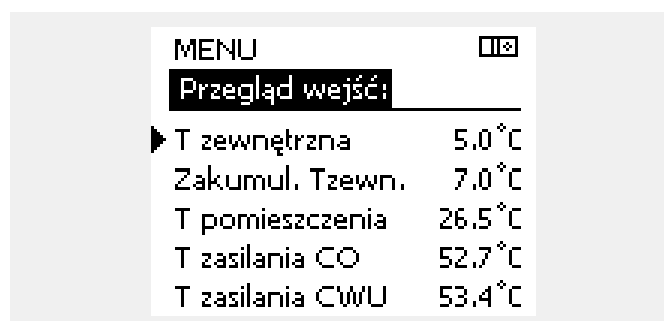 MENU
Przegląd wejść:
T zewnętrzna 5.0°C
Zakumul. Tzewn. 7.0°C
T pomieszczenia 26.5°C
T zasilania CO 52.7°C
T zasilania CWU 53.4°C